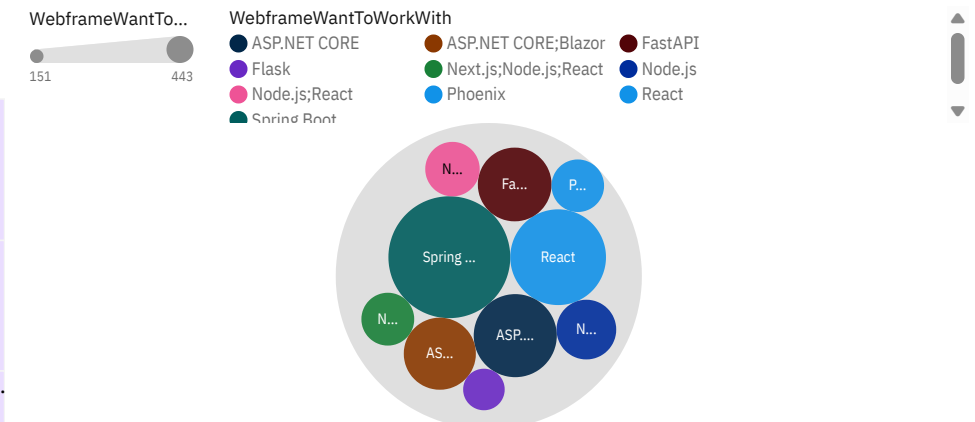 WebframeWantTo...
151 443
WebframeWantToWorkWith
ASP.NET CORE ASP.NET CORE;Blazor FastAPI
Flask Next.js;Node.js;React Node.js
Node.js;React Phoenix React
Spring Boot
N... Fa... P...
Spring ... React
N... AS... ASP.... N...